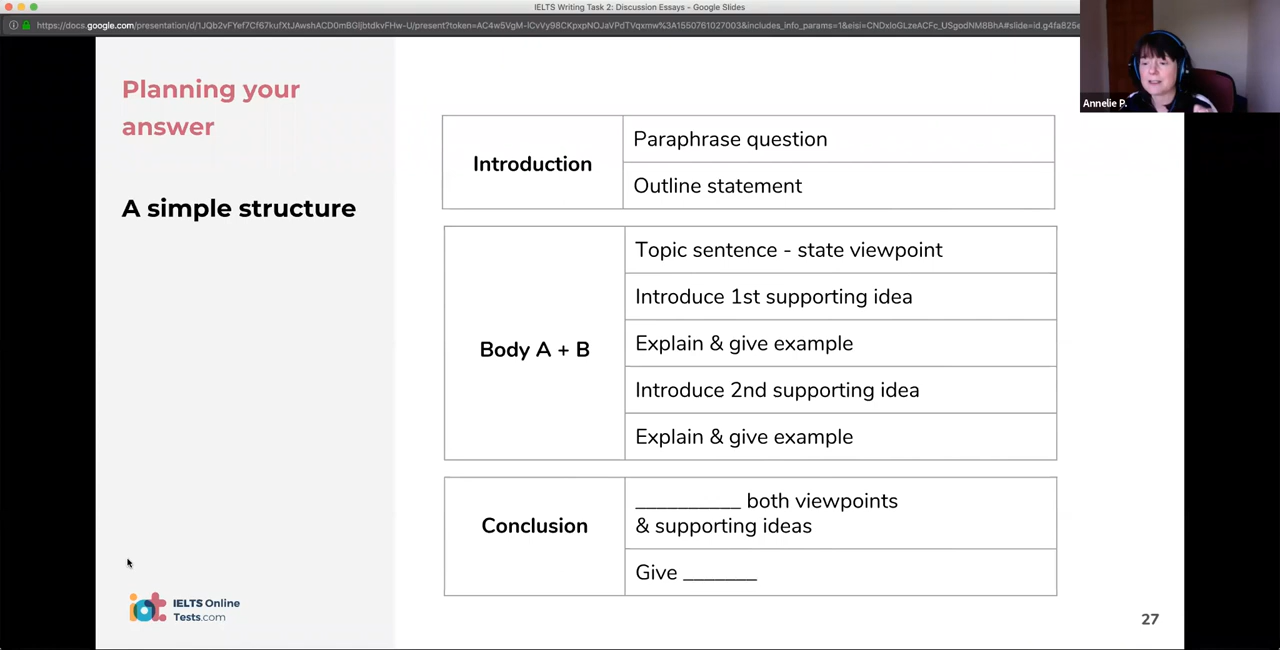 IELTS Writing Task 2: Discussion Essays - Google Slides
Planning your
answer
A simple structure
Introduction
Paraphrase question
Outline statement
Body A + B
Topic sentence - state viewpoint
Introduce 1st supporting idea
Explain & give example
Introduce 2nd supporting idea
Explain & give example
Conclusion
__________ both viewpoints
& supporting ideas
Give _______
iot IELTS Online
Tests.com
27
Annelie P.